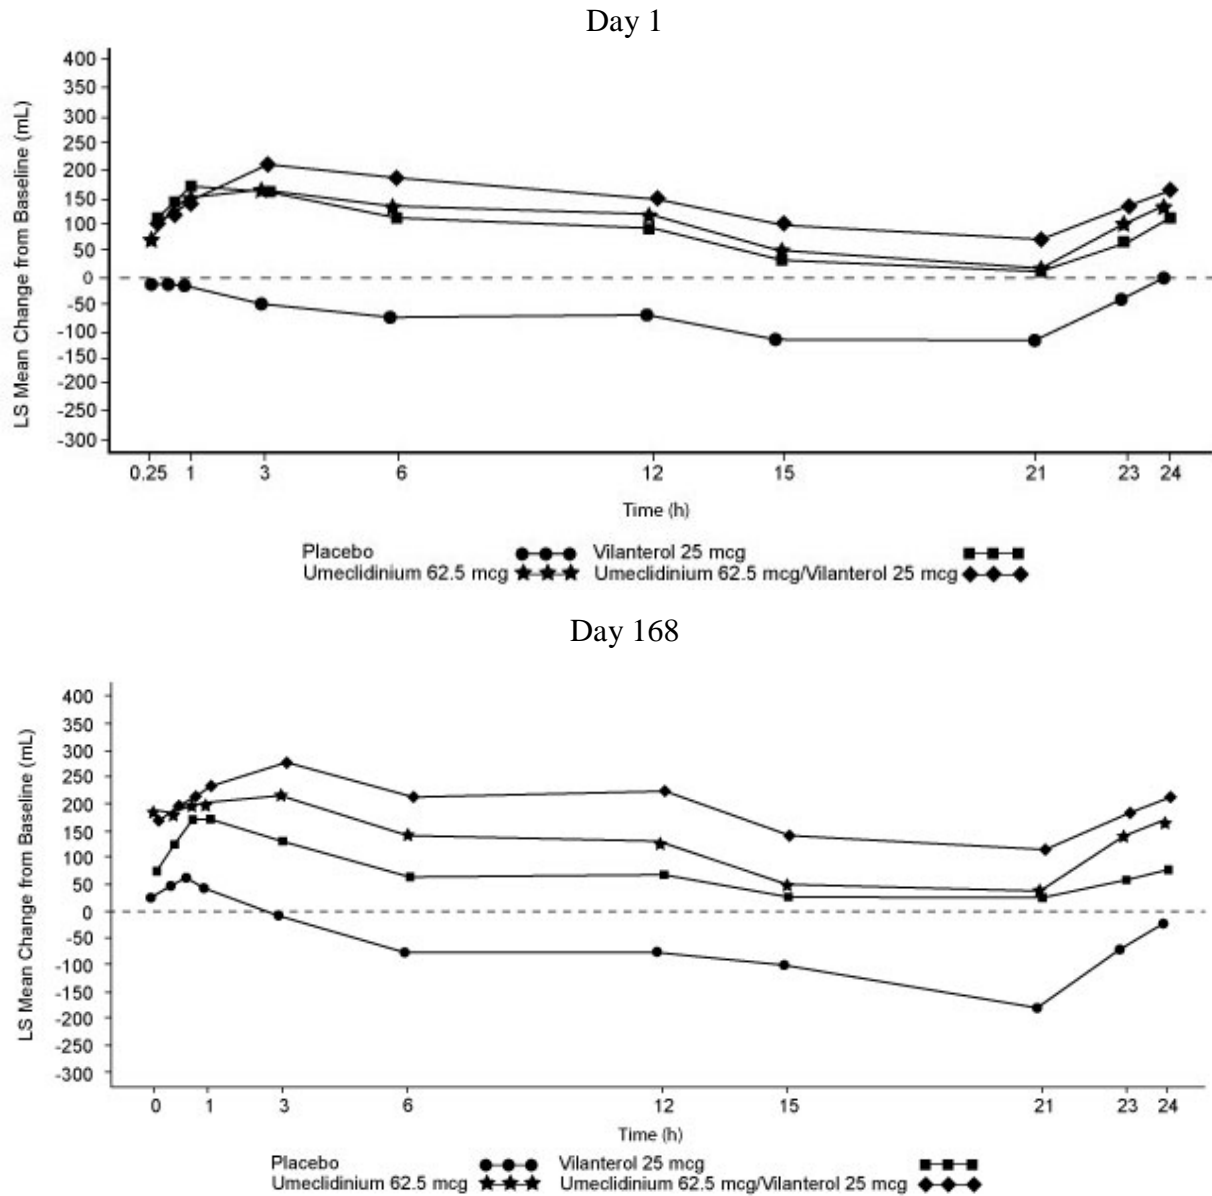 Day 1
LS Mean Change from Baseline (mL)
400
350
300
250
200
150
100
50
0
-50
-100
-150
-200
-250
-300
0.25 1 3 6 12 15 21 23 24
Time (h)
Placebo Vilanterol 25 mcg
Umeclidinium 62.5 mcg Umeclidinium 62.5 mcg/Vilanterol 25 mcg
Day 168
LS Mean Change from Baseline (mL)
400
350
300
250
200
150
100
50
0
-50
-100
-150
-200
-250
-300
0 1 3 6 12 15 21 23 24
Time (h)
Placebo Vilanterol 25 mcg
Umeclidinium 62.5 mcg Umeclidinium 62.5 mcg/Vilanterol 25 mcg